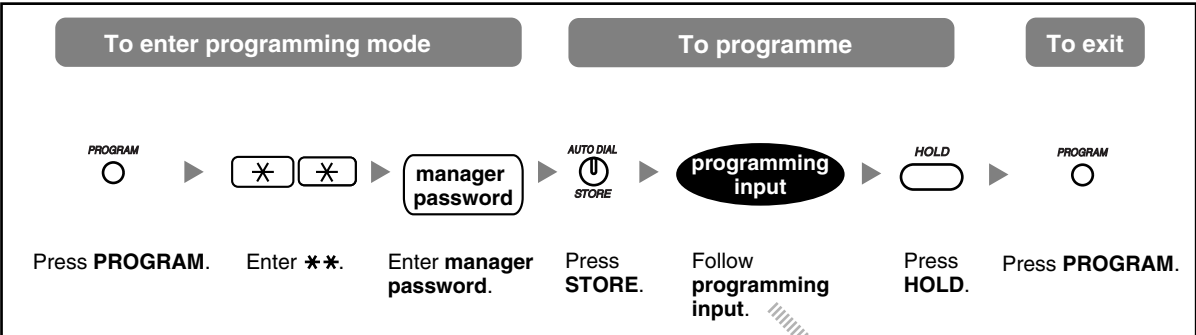 To enter programming mode
To programme
To exit
PROGRAM
AUTO DIAL
HOLD
PROGRAM
manager
password
STORE
programming
input
Press PROGRAM.
Enter ✱✱.
Enter manager
password.
Press
STORE.
Follow
programming
input.
Press
HOLD.
Press PROGRAM.